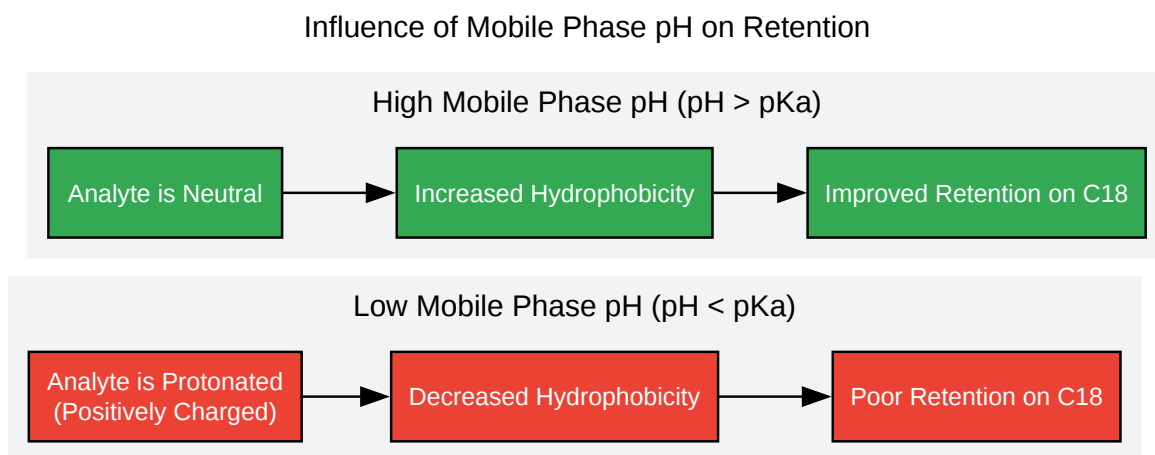 Influence of Mobile Phase pH on Retention
High Mobile Phase pH (pH > pKa)
Analyte is Neutral
Increased Hydrophobicity
Improved Retention on C18
Low Mobile Phase pH (pH < pKa)
Analyte is Protonated
(Positively Charged)
Decreased Hydrophobicity
Poor Retention on C18